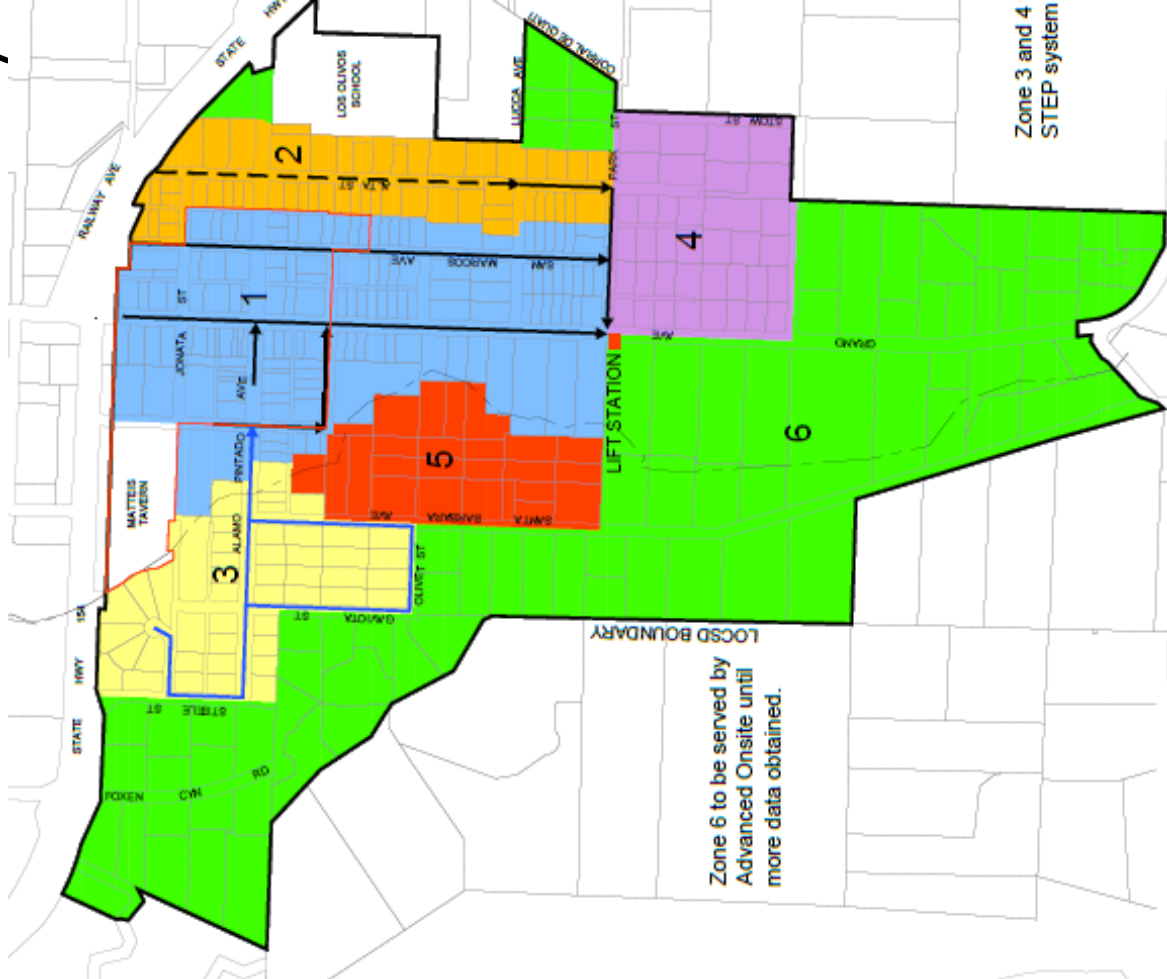 STATE
HWY
RAILWAY AVE
LOS OLIVOS
SCHOOL
LUCCA AVE
CORRAL DE QUATI
2
ALTA ST
PARK ST
STOW ST
Zone 3 and 4
STEP system
1
JONATA ST
SAN MARCOS AVE
4
GRAND AVE
MATTEIS
TAVERN
ALAMO PINTADO AVE
5
SANTA BARBARA AVE
LIFT STATION
6
3
OLIVET ST
GAVIOTA ST
STATE HWY 154
STEELE ST
FOXEN CYN RD
LOCSD BOUNDARY
Zone 6 to be served by
Advanced Onsite until
more data obtained.